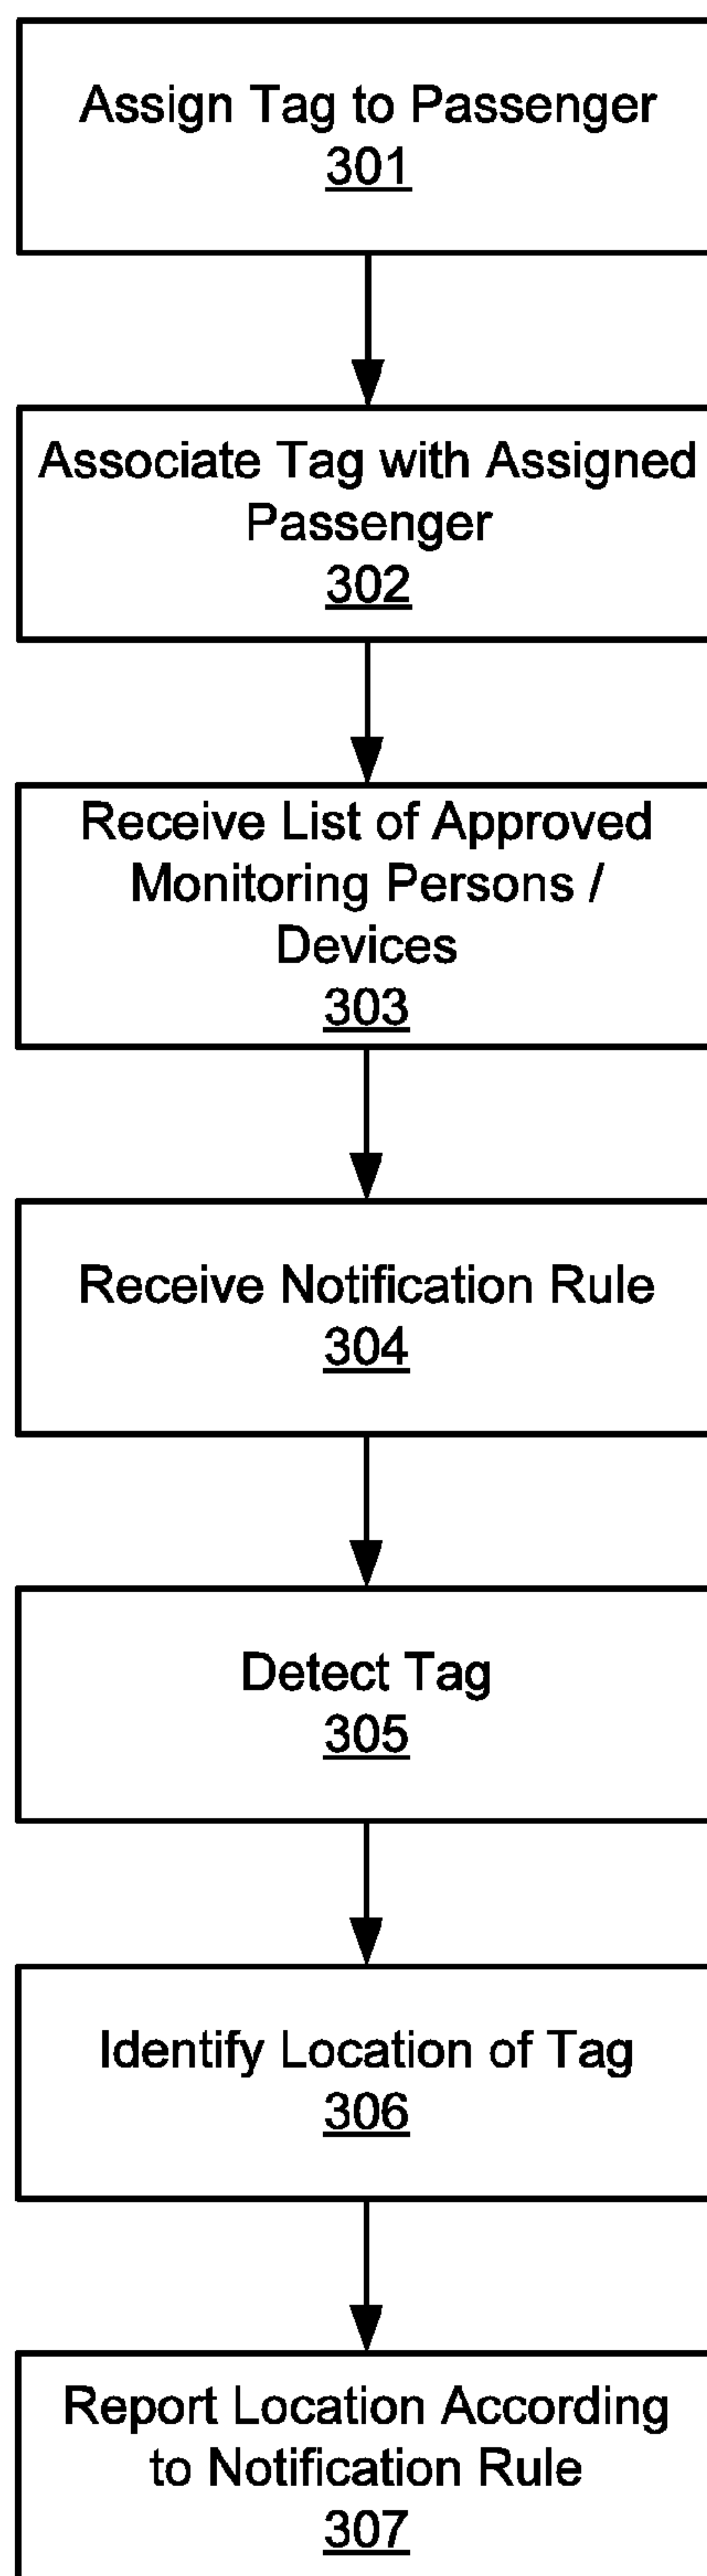 Assign Tag to Passenger
301
Associate Tag with Assigned
Passenger
302
Receive List of Approved
Monitoring Persons /
Devices
303
Receive Notification Rule
304
Detect Tag
305
Identify Location of Tag
306
Report Location According
to Notification Rule
307